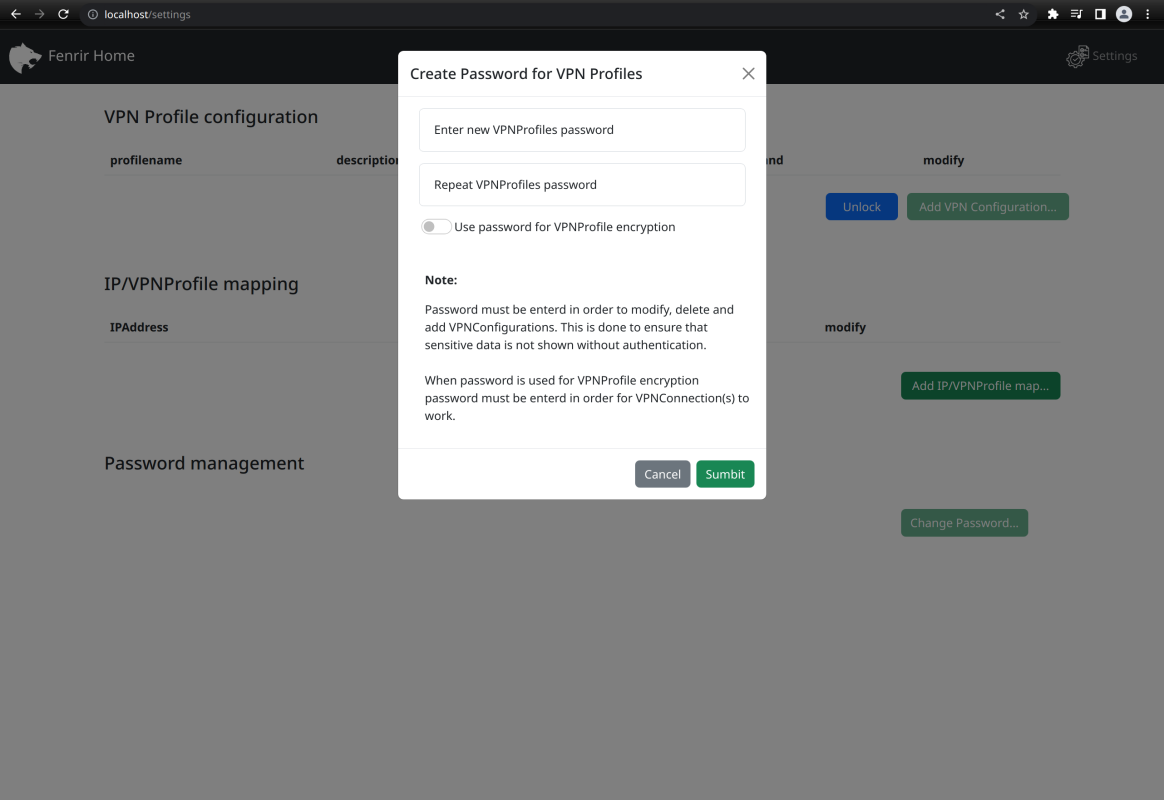 localhost/settings
Fenrir Home
Settings
Create Password for VPN Profiles
VPN Profile configuration
Enter new VPNProfiles password
profilename
description
nd
modify
Repeat VPNProfiles password
Unlock
Add VPN Configuration...
Use password for VPNProfile encryption
IP/VPNProfile mapping
Note:
Password must be enterd in order to modify, delete and
add VPNConfigurations. This is done to ensure that
sensitive data is not shown without authentication.
IPAddress
modify
When password is used for VPNProfile encryption
password must be enterd in order for VPNConnection(s) to
work.
Add IP/VPNProfile map...
Password management
Cancel
Sumbit
Change Password...